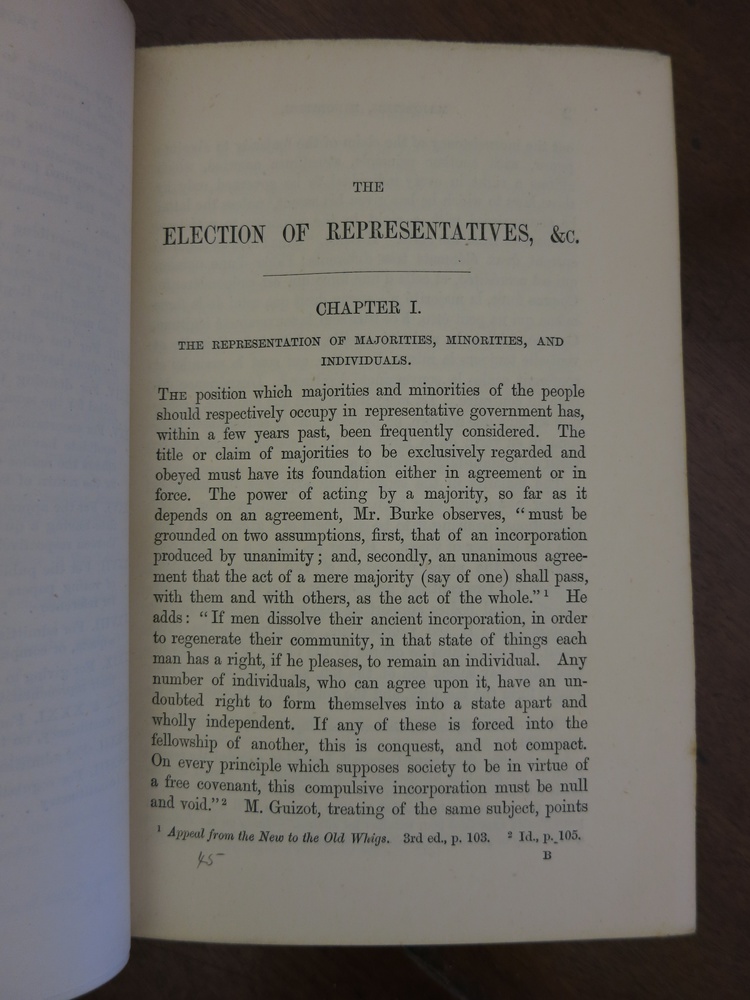 THE
ELECTION OF REPRESENTATIVES, &c.
CHAPTER I.
THE REPRESENTATION OF MAJORITIES, MINORITIES, AND
INDIVIDUALS.
THE position which majorities and minorities of the people
should respectively occupy in representative government has,
within a few years past, been frequently considered. The
title or claim of majorities to be exclusively regarded and
obeyed must have its foundation either in agreement or in
force. The power of acting by a majority, so far as it
depends on an agreement, Mr. Burke observes, “must be
grounded on two assumptions, first, that of an incorporation
produced by unanimity; and, secondly, an unanimous agree-
ment that the act of a mere majority (say of one) shall pass,
with them and with others, as the act of the whole.”¹ He
adds: “If men dissolve their ancient incorporation, in order
to regenerate their community, in that state of things each
man has a right, if he pleases, to remain an individual. Any
number of individuals, who can agree upon it, have an un-
doubted right to form themselves into a state apart and
wholly independent. If any of these is forced into the
fellowship of another, this is conquest, and not compact.
On every principle which supposes society to be in virtue of
a free covenant, this compulsive incorporation must be null
and void.”² M. Guizot, treating of the same subject, points
¹ Appeal from the New to the Old Whigs. 3rd ed., p. 103. ² Id., p. 105.
45
B